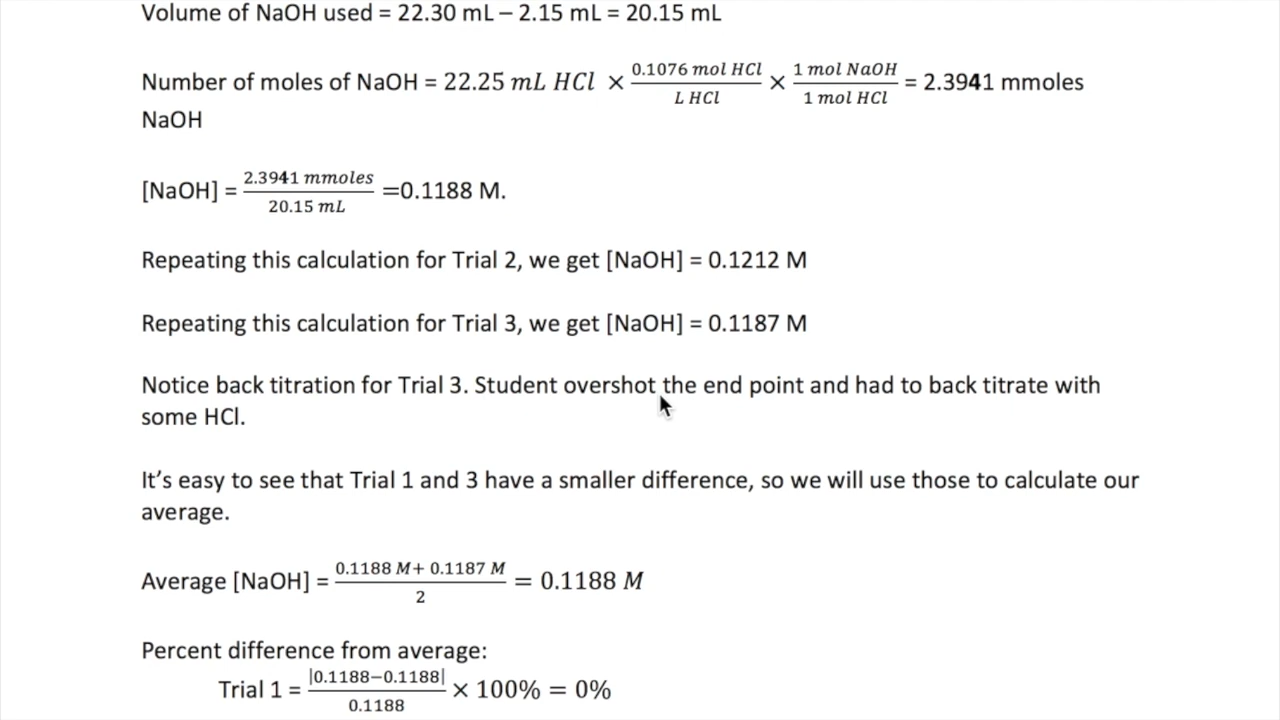 Volume of NaOH used = 22.30 mL – 2.15 mL = 20.15 mL
Number of moles of NaOH = 22.25 mL HCl × 0.1076 mol HCl / L HCl × 1 mol NaOH / 1 mol HCl = 2.3941 mmoles
NaOH
[NaOH] = 2.3941 mmoles / 20.15 mL =0.1188 M.
Repeating this calculation for Trial 2, we get [NaOH] = 0.1212 M
Repeating this calculation for Trial 3, we get [NaOH] = 0.1187 M
Notice back titration for Trial 3. Student overshot the end point and had to back titrate with
some HCl.
It’s easy to see that Trial 1 and 3 have a smaller difference, so we will use those to calculate our
average.
Average [NaOH] = 0.1188 M+ 0.1187 M / 2 = 0.1188 M
Percent difference from average:
Trial 1 = |0.1188−0.1188| / 0.1188 × 100% = 0%